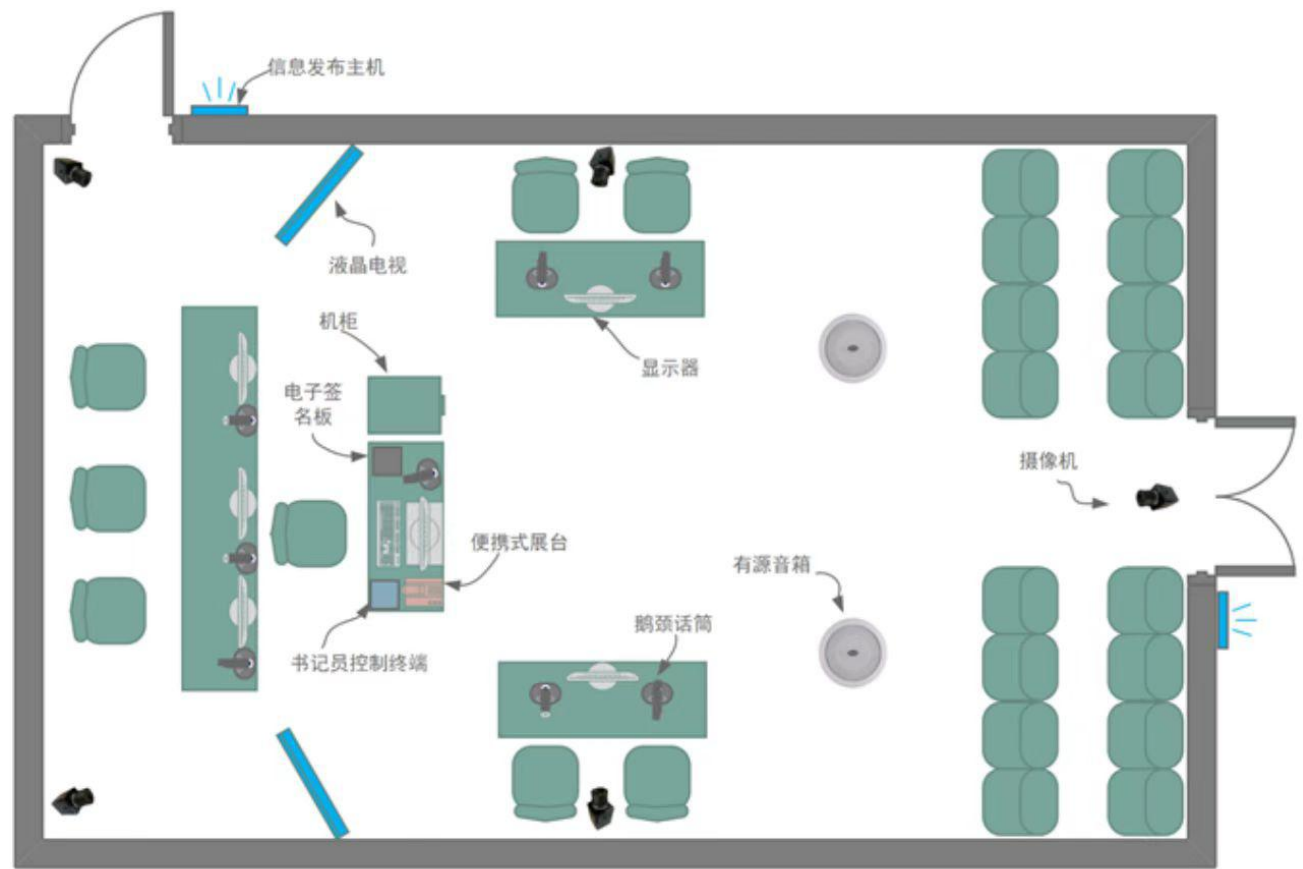 信息发布主机
液晶电视
机柜
显示器
电子签
名板
摄像机
便携式展台
有源音箱
鹅颈话筒
书记员控制终端